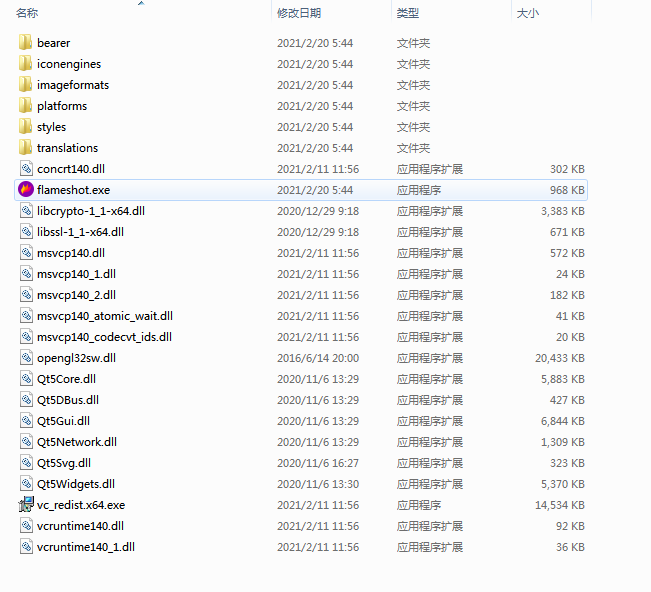 名称 修改日期 类型 大小
bearer 2021/2/20 5:44 文件夹
iconengines 2021/2/20 5:44 文件夹
imageformats 2021/2/20 5:44 文件夹
platforms 2021/2/20 5:44 文件夹
styles 2021/2/20 5:44 文件夹
translations 2021/2/20 5:44 文件夹
concrt140.dll 2021/2/11 11:56 应用程序扩展 302 KB
flameshot.exe 2021/2/20 5:44 应用程序 968 KB
libcrypto-1_1-x64.dll 2020/12/29 9:18 应用程序扩展 3,383 KB
libssl-1_1-x64.dll 2020/12/29 9:18 应用程序扩展 671 KB
msvcp140.dll 2021/2/11 11:56 应用程序扩展 572 KB
msvcp140_1.dll 2021/2/11 11:56 应用程序扩展 24 KB
msvcp140_2.dll 2021/2/11 11:56 应用程序扩展 182 KB
msvcp140_atomic_wait.dll 2021/2/11 11:56 应用程序扩展 41 KB
msvcp140_codecvt_ids.dll 2021/2/11 11:56 应用程序扩展 20 KB
opengl32sw.dll 2016/6/14 20:00 应用程序扩展 20,433 KB
Qt5Core.dll 2020/11/6 13:29 应用程序扩展 5,883 KB
Qt5DBus.dll 2020/11/6 13:29 应用程序扩展 427 KB
Qt5Gui.dll 2020/11/6 13:29 应用程序扩展 6,844 KB
Qt5Network.dll 2020/11/6 13:29 应用程序扩展 1,309 KB
Qt5Svg.dll 2020/11/6 16:27 应用程序扩展 323 KB
Qt5Widgets.dll 2020/11/6 13:30 应用程序扩展 5,370 KB
vc_redist.x64.exe 2021/2/11 11:56 应用程序 14,534 KB
vcruntime140.dll 2021/2/11 11:56 应用程序扩展 92 KB
vcruntime140_1.dll 2021/2/11 11:56 应用程序扩展 36 KB